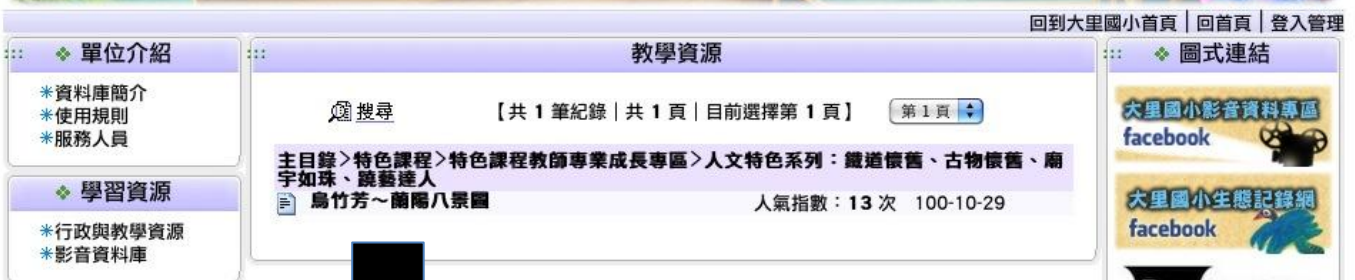 回到大里國小首頁│回首頁│登入管理
單位介紹
*資料庫簡介
*使用規則
*服務人員
學習資源
*行政與教學資源
*影音資料庫
教學資源
搜尋 【共 1 筆紀錄│共 1 頁│目前選擇第 1 頁】 第 1 頁
主目錄>特色課程>特色課程教師專業成長專區>人文特色系列：鐵道懷舊、古物懷舊、廟
宇如珠、蹺藝達人
烏竹芳～蘭陽八景圖 人氣指數：13 次 100-10-29
圖式連結
大里國小影音資料專區
facebook
大里國小生態記錄網
facebook